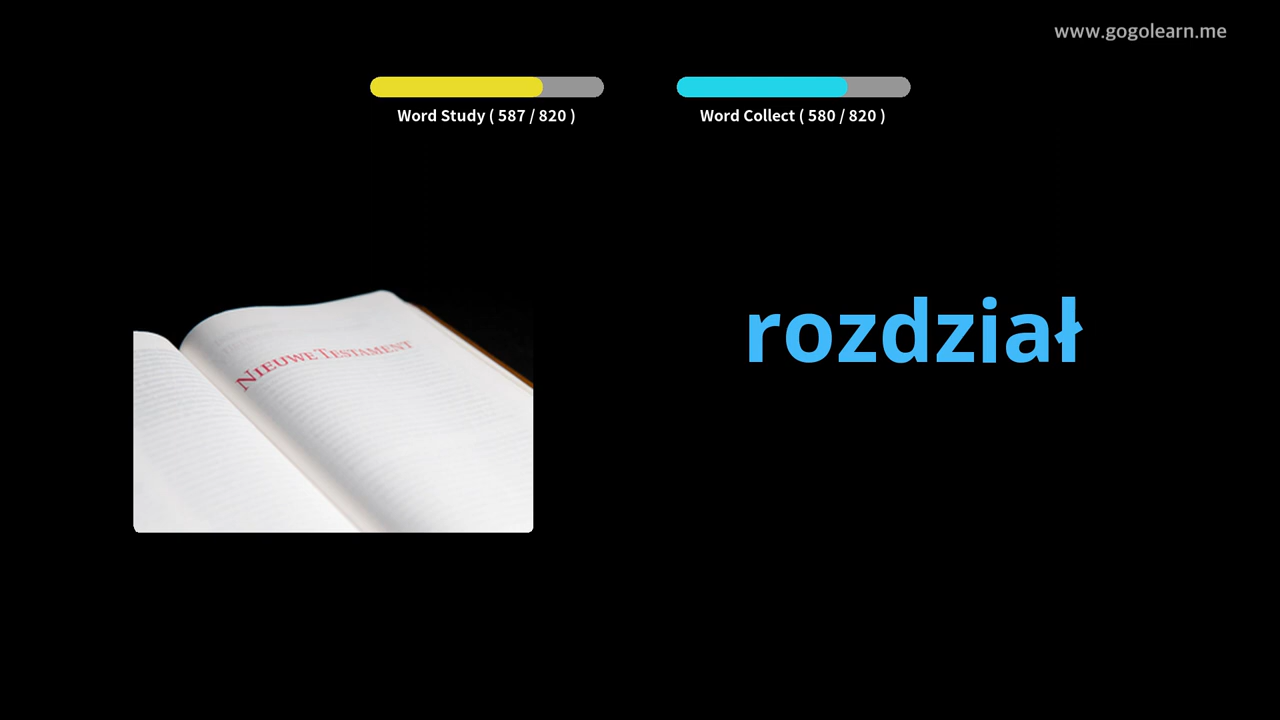 www.gogolearn.me
Word Study ( 587 / 820 )
Word Collect ( 580 / 820 )
NIEUWE TESTAMENT
rozdział